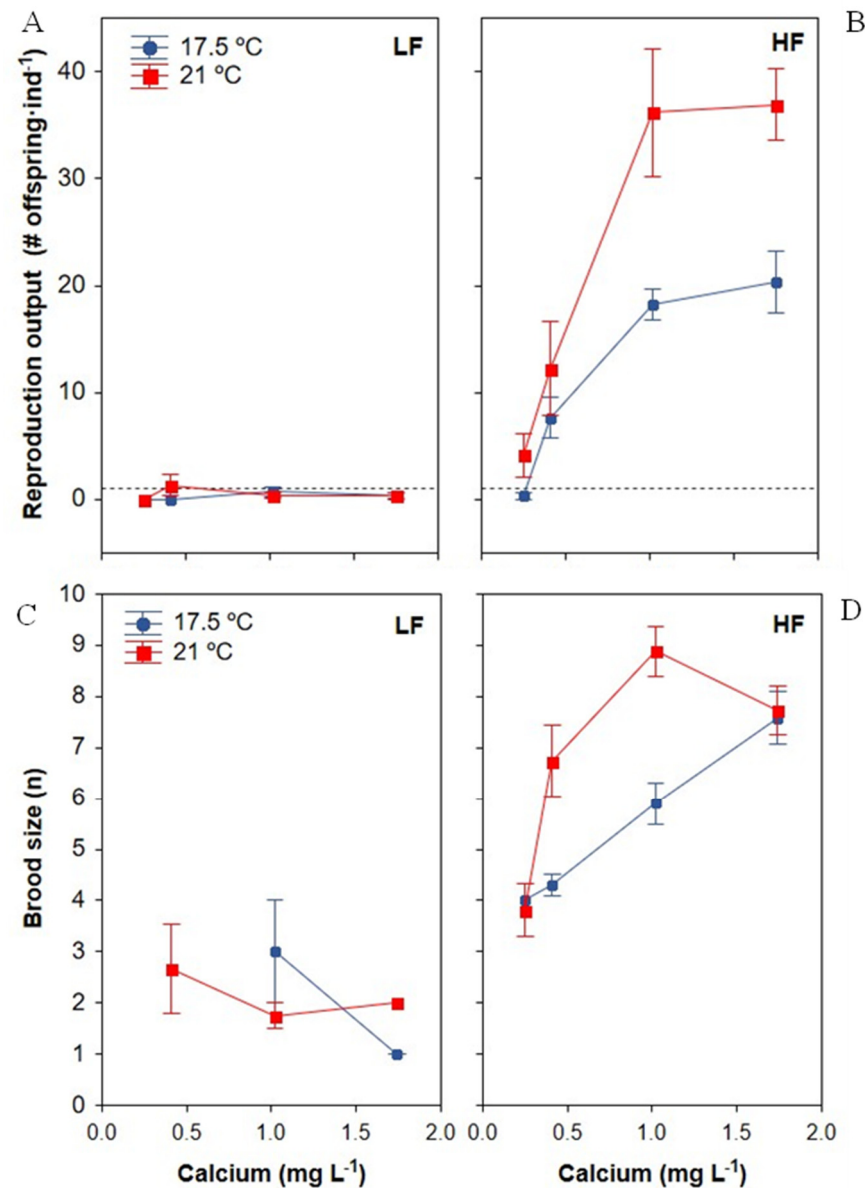 A
B
17.5 ºC
21 ºC
LF
HF
Reproduction output (# offspring·ind⁻¹)
40
30
20
10
0
C
D
17.5 ºC
21 ºC
LF
HF
Brood size (n)
10
9
8
7
6
5
4
3
2
1
0
0.0 0.5 1.0 1.5 2.0
0.0 0.5 1.0 1.5 2.0
Calcium (mg L⁻¹)
Calcium (mg L⁻¹)